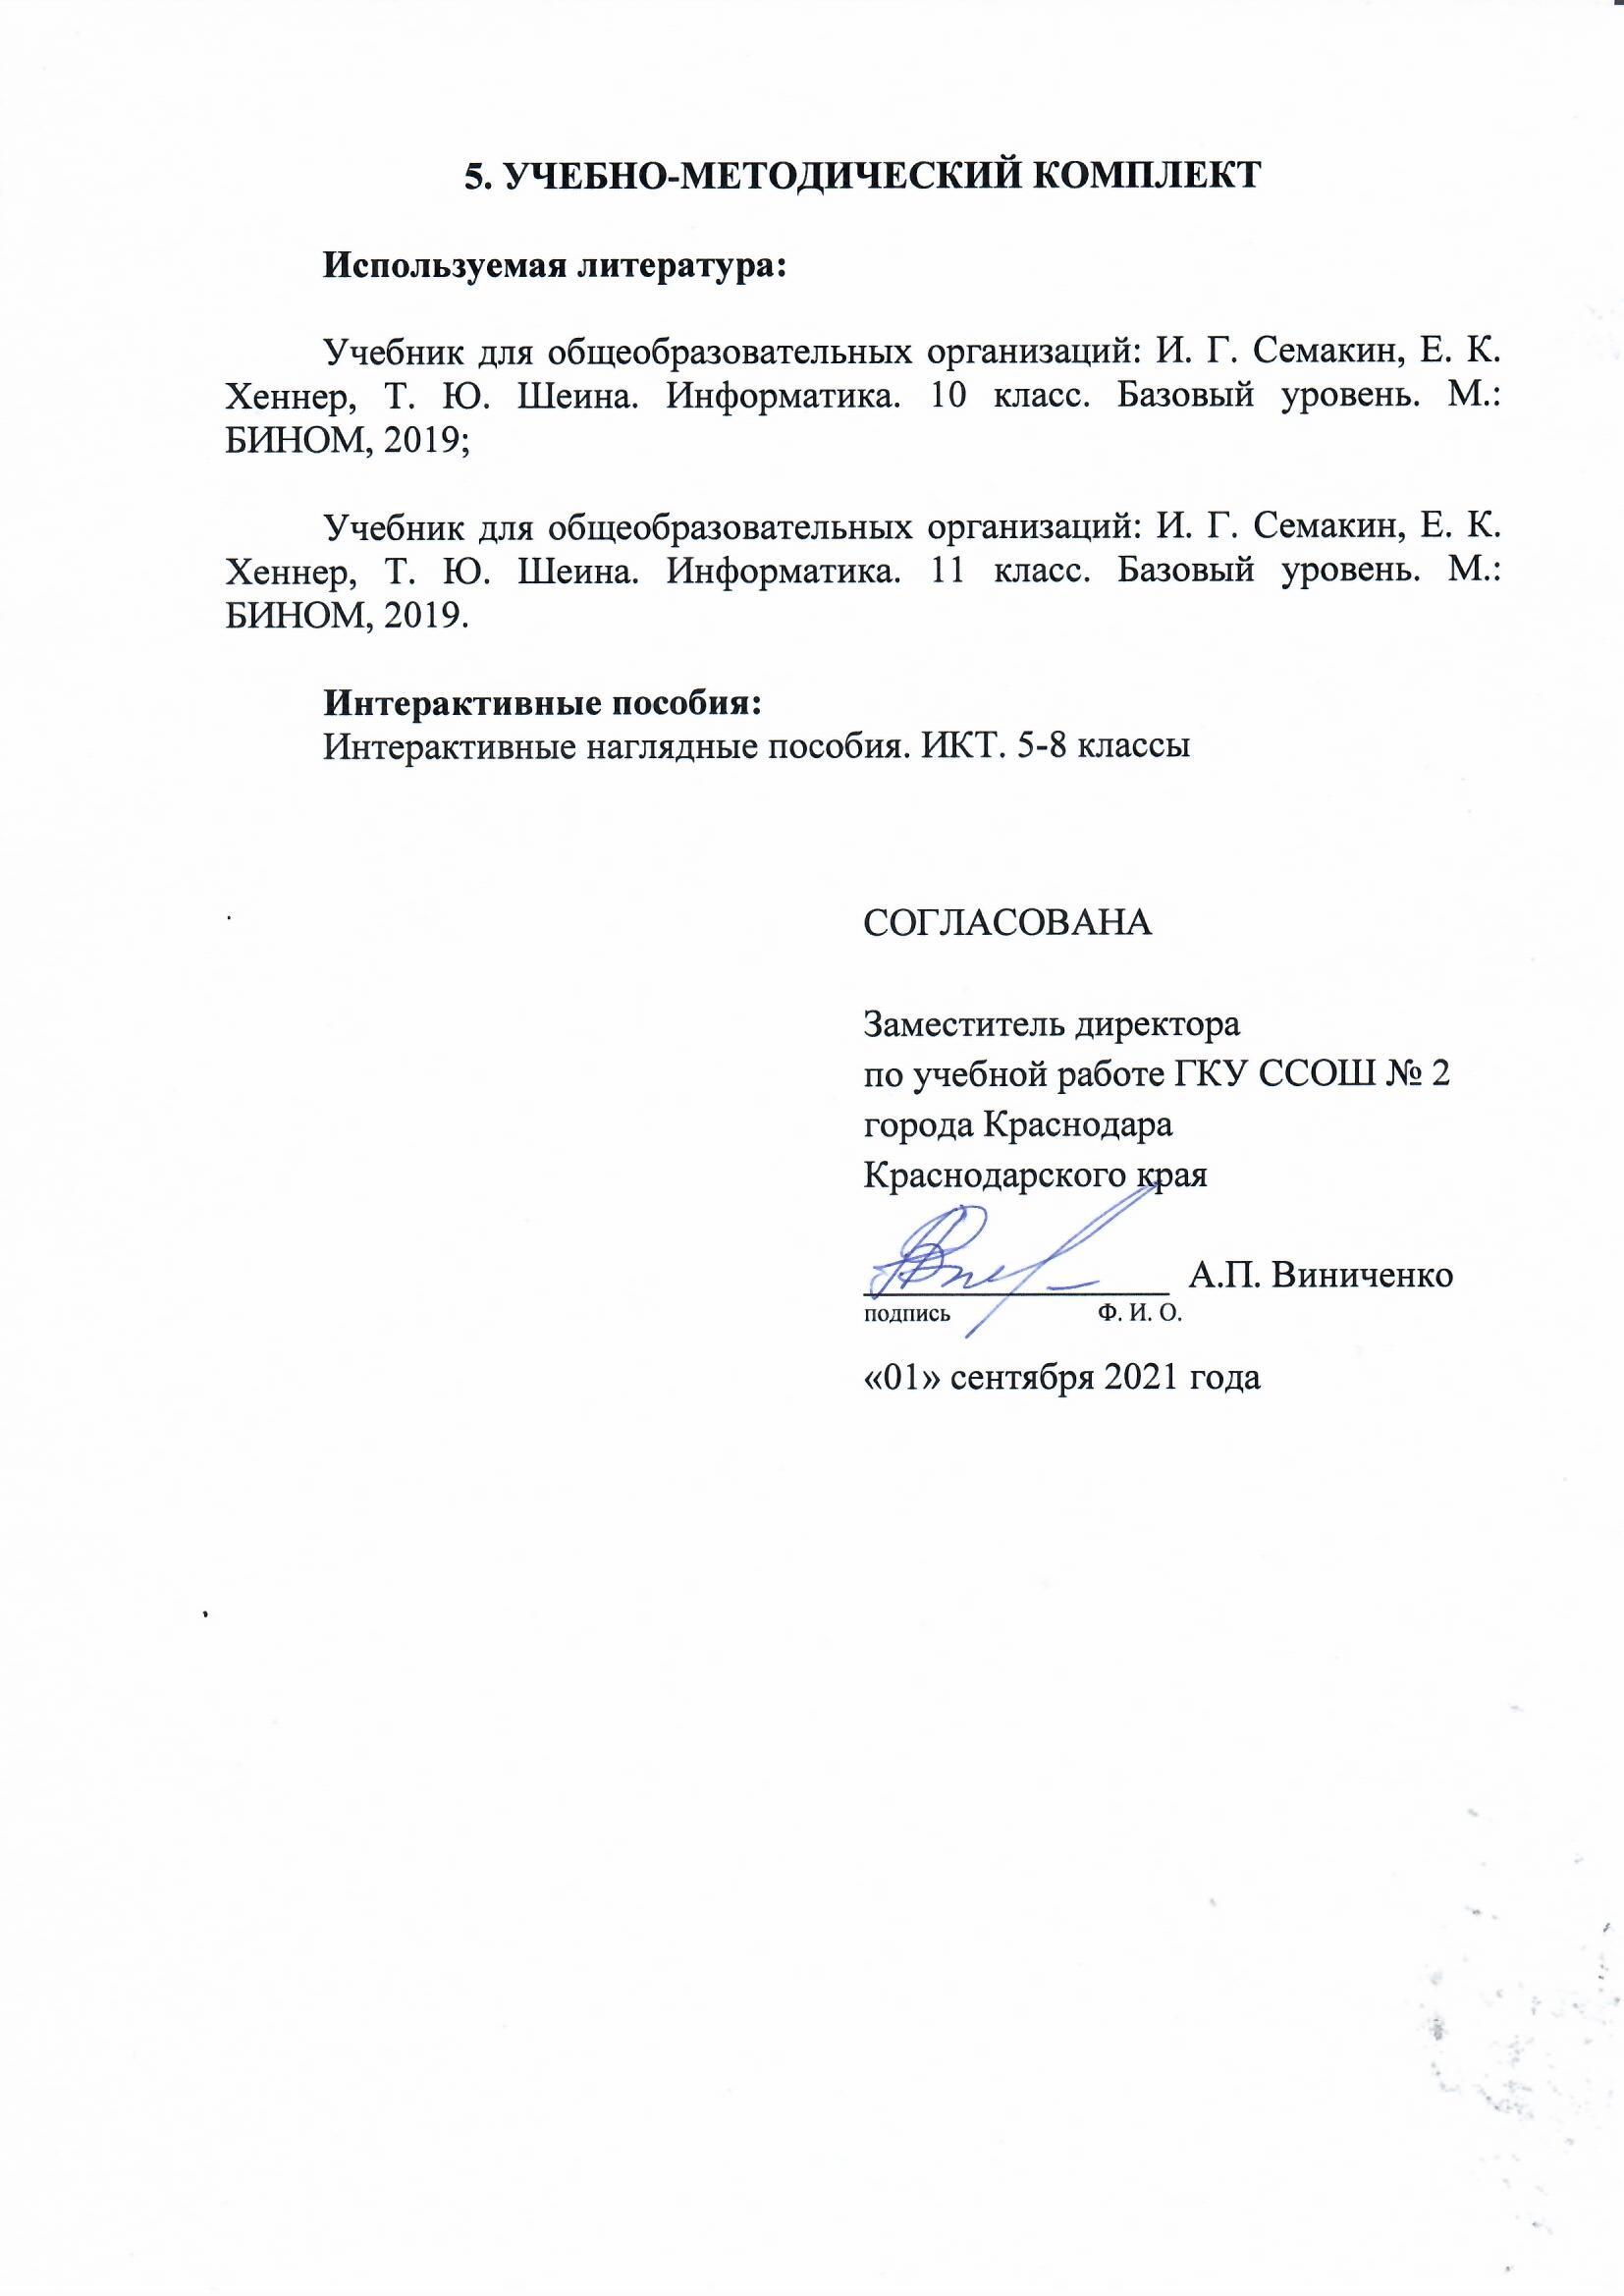 5. УЧЕБНО-МЕТОДИЧЕСКИЙ КОМПЛЕКТ
Используемая литература:
Учебник для общеобразовательных организаций: И. Г. Семакин, Е. К.
Хеннер, Т. Ю. Шеина. Информатика. 10 класс. Базовый уровень. М.:
БИНОМ, 2019;
Учебник для общеобразовательных организаций: И. Г. Семакин, Е. К.
Хеннер, Т. Ю. Шеина. Информатика. 11 класс. Базовый уровень. М.:
БИНОМ, 2019.
Интерактивные пособия:
Интерактивные наглядные пособия. ИКТ. 5-8 классы
СОГЛАСОВАНА
Заместитель директора
по учебной работе ГКУ ССОШ № 2
города Краснодара
Краснодарского края
А.П. Виниченко
подпись Ф. И. О.
«01» сентября 2021 года